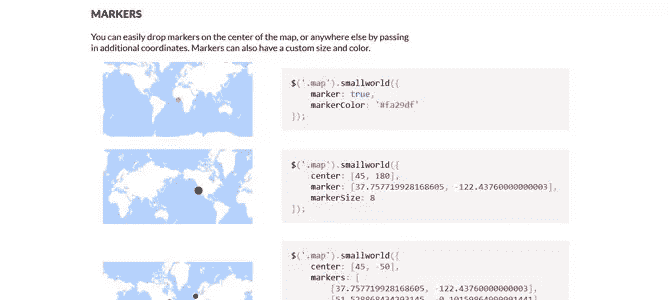 MARKERS
You can easily drop markers on the center of the map, or anywhere else by passing
in additional coordinates. Markers can also have a custom size and color.
$('.map').smallworld({
marker: true,
markerColor: '#fa29df'
});
$('.map').smallworld({
center: [45, 180],
marker: [37.757719928168605, -122.43760000000003],
markerSize: 8
});
$('.map').smallworld({
center: [45, -50],
markers: [
[37.757719928168605, -122.43760000000003],